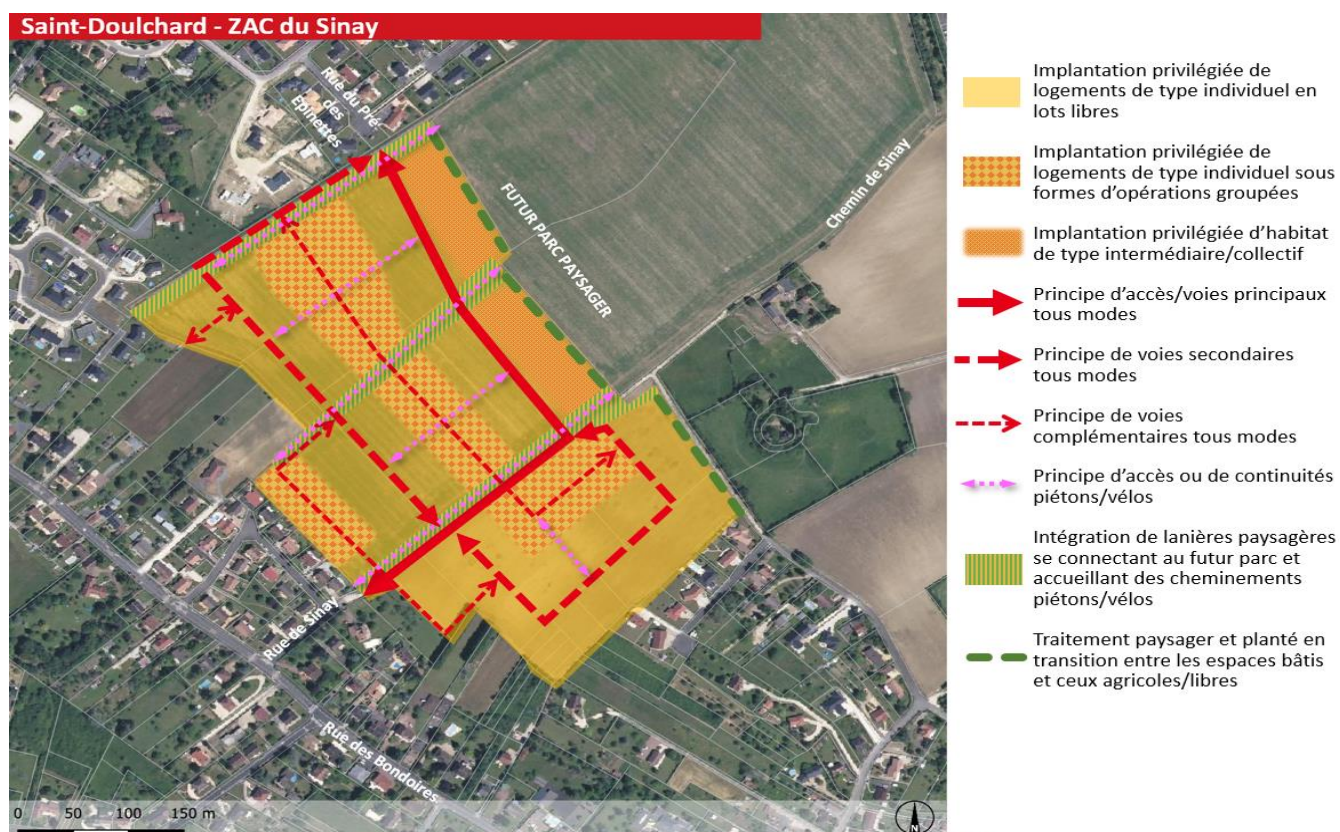 Saint-Doulchard - ZAC du Sinay
Rue du Pré
des
Epinettes
FUTUR PARC PAYSAGER
Chemin de Sinay
Rue de Sinay
Rue des Bondoires
0 50 100 150 m
N
Implantation privilégiée de
logements de type individuel en
lots libres
Implantation privilégiée de
logements de type individuel sous
formes d’opérations groupées
Implantation privilégiée d’habitat
de type intermédiaire/collectif
Principe d’accès/voies principaux
tous modes
Principe de voies secondaires
tous modes
Principe de voies
complémentaires tous modes
Principe d’accès ou de continuités
piétons/vélos
Intégration de lanières paysagères
se connectant au futur parc et
accueillant des cheminements
piétons/vélos
Traitement paysager et planté en
transition entre les espaces bâtis
et ceux agricoles/libres